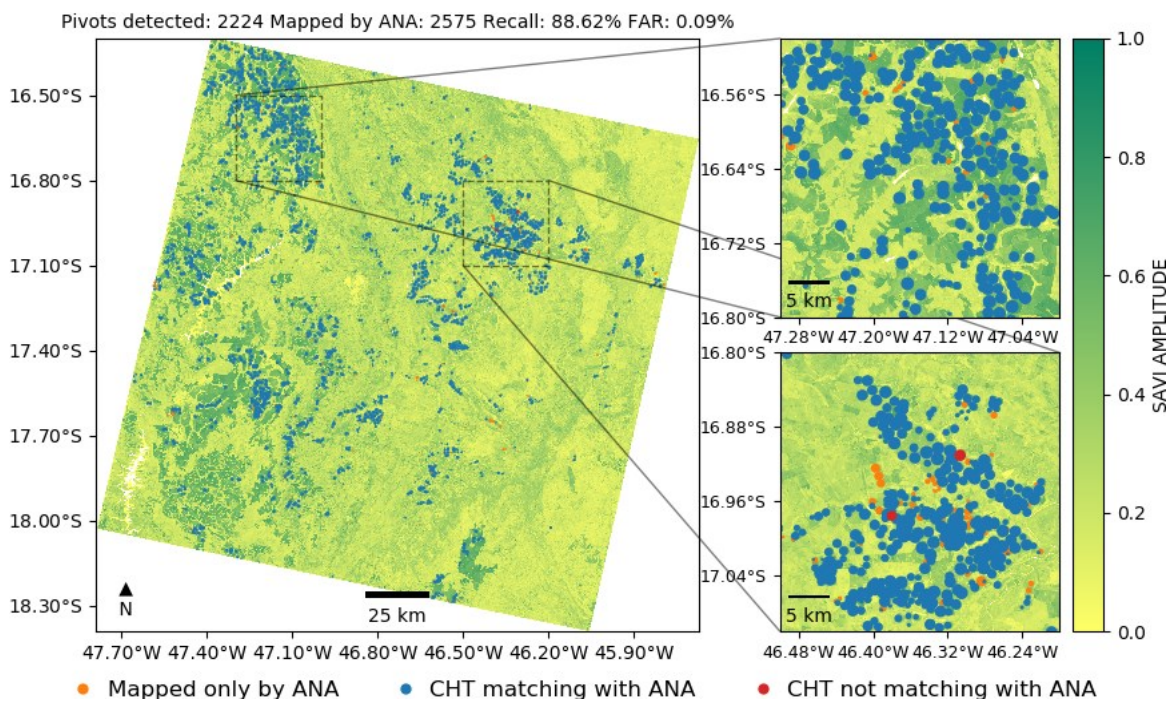 Pivots detected: 2224 Mapped by ANA: 2575 Recall: 88.62% FAR: 0.09%
16.50°S
16.80°S
17.10°S
17.40°S
17.70°S
18.00°S
18.30°S
N
25 km
47.70°W 47.40°W 47.10°W 46.80°W 46.50°W 46.20°W 45.90°W
16.56°S
16.64°S
16.72°S
16.80°S
5 km
47.28°W 47.20°W 47.12°W 47.04°W
16.80°S
16.88°S
16.96°S
17.04°S
5 km
46.48°W 46.40°W 46.32°W 46.24°W
1.0
0.8
0.6
0.4
0.2
0.0
SAVI AMPLITUDE
Mapped only by ANA CHT matching with ANA CHT not matching with ANA